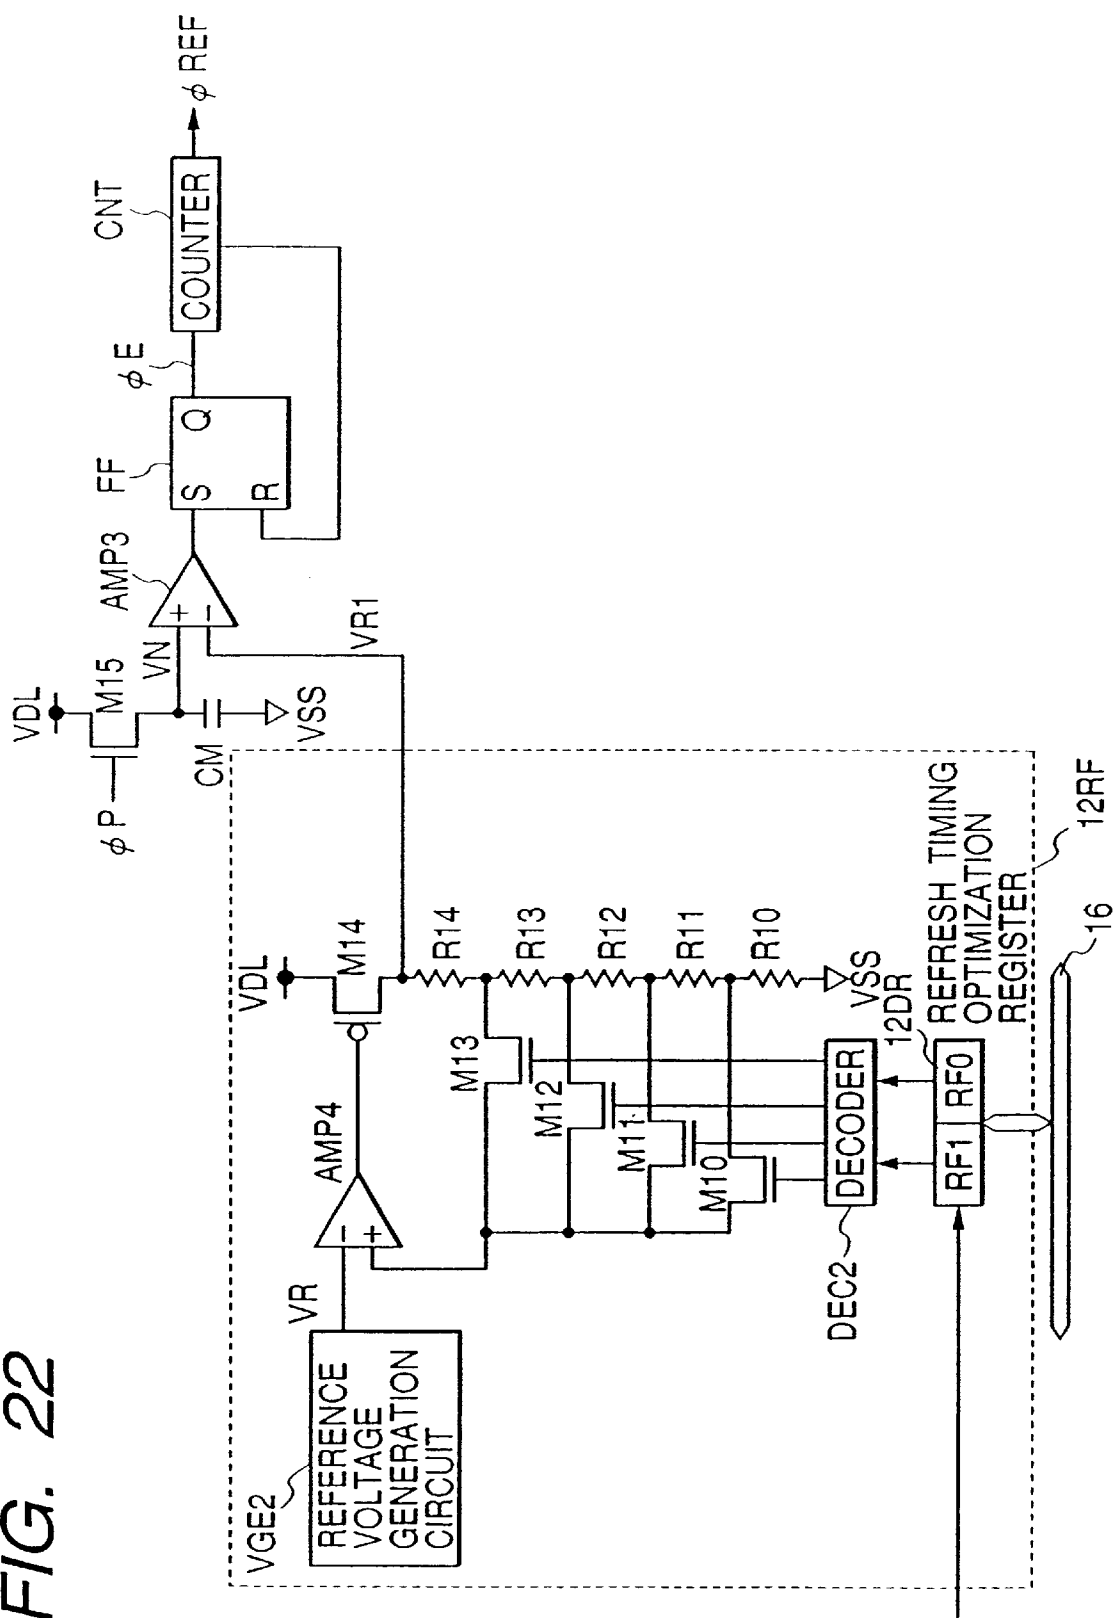 FIG. 22
VGE2
REFERENCE
VOLTAGE
GENERATION
CIRCUIT
VR
AMP4
−
+
VDL
M14
R14
R13
R12
R11
R10
VSS
M13
M12
M11
M10
DECODER
DEC2
12DR
RF1
RF0
REFRESH TIMING
OPTIMIZATION
REGISTER
12RF
16
φP
VDL
M15
VN
CM
VSS
VR1
AMP3
+
−
FF
S
Q
R
φE
CNT
COUNTER
φREF